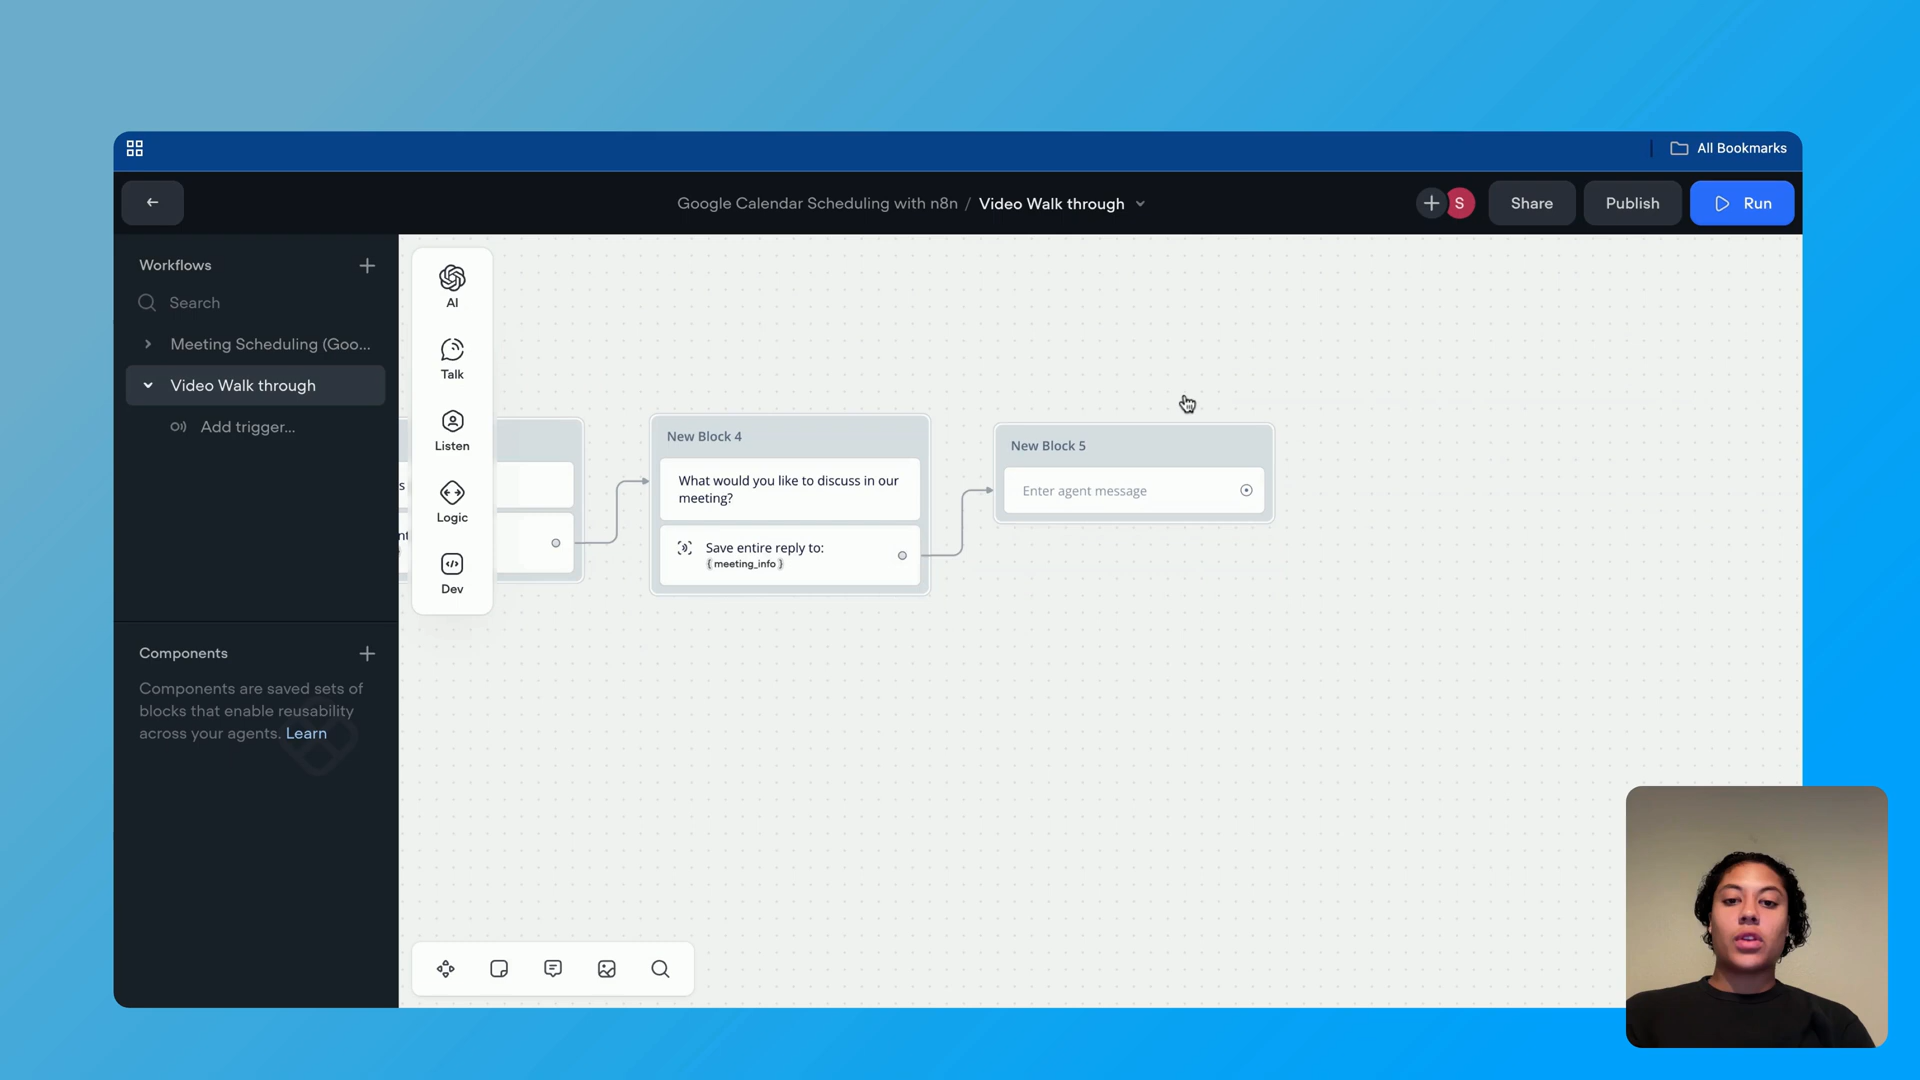 All Bookmarks
Google Calendar Scheduling with n8n / Video Walk through
S
Share
Publish
Run
Workflows
Search
Meeting Scheduling (Goo...
Video Walk through
Add trigger...
Components
Components are saved sets of
blocks that enable reusability
across your agents. Learn
AI
Talk
Listen
Logic
Dev
s
nt
New Block 4
What would you like to discuss in our
meeting?
Save entire reply to:
{ meeting_info }
New Block 5
Enter agent message